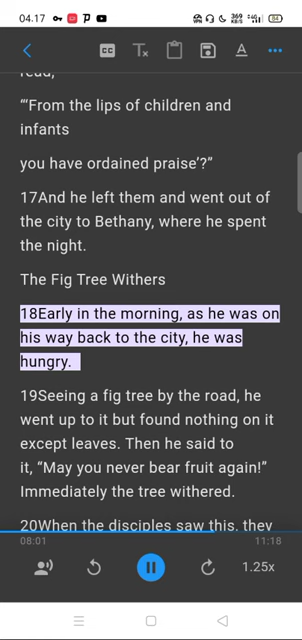 04.17
369
KB/S
4G
84
CC
read,
“‘From the lips of children and
infants
you have ordained praise’?”
17And he left them and went out of
the city to Bethany, where he spent
the night.
The Fig Tree Withers
18Early in the morning, as he was on
his way back to the city, he was
hungry.
19Seeing a fig tree by the road, he
went up to it but found nothing on it
except leaves. Then he said to
it, “May you never bear fruit again!”
Immediately the tree withered.
20When the disciples saw this, they
08:01
11:18
1.25x